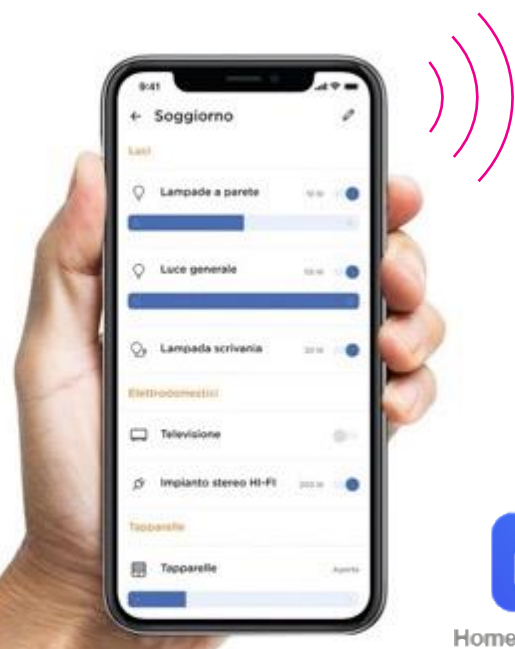 9:41
← Soggiorno
Luci
Lampade a parete
Luce generale
Lampada scrivania
Elettrodomestici
Televisione
Impianto stereo HI-FI
Tapparelle
Tapparelle Aperte
Home